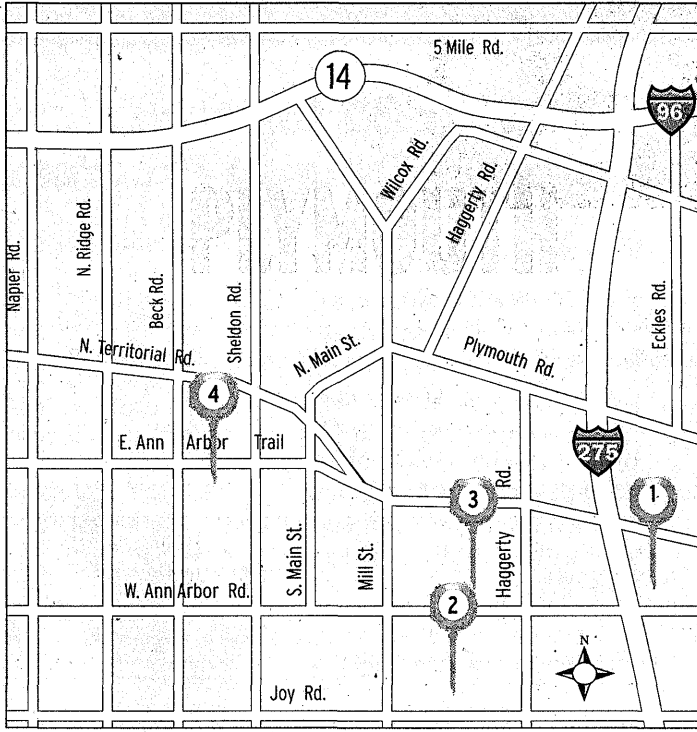 5 Mile Rd.
14
96
Wilcox Rd.
Haggerty Rd.
Napier Rd.
N. Ridge Rd.
Beck Rd.
Sheldon Rd.
Eckles Rd.
N. Territorial Rd.
N. Main St.
Plymouth Rd.
4
E. Ann Arbor Trail
275
3
1
Haggerty Rd.
S. Main St.
Mill St.
W. Ann Arbor Rd.
2
N
Joy Rd.